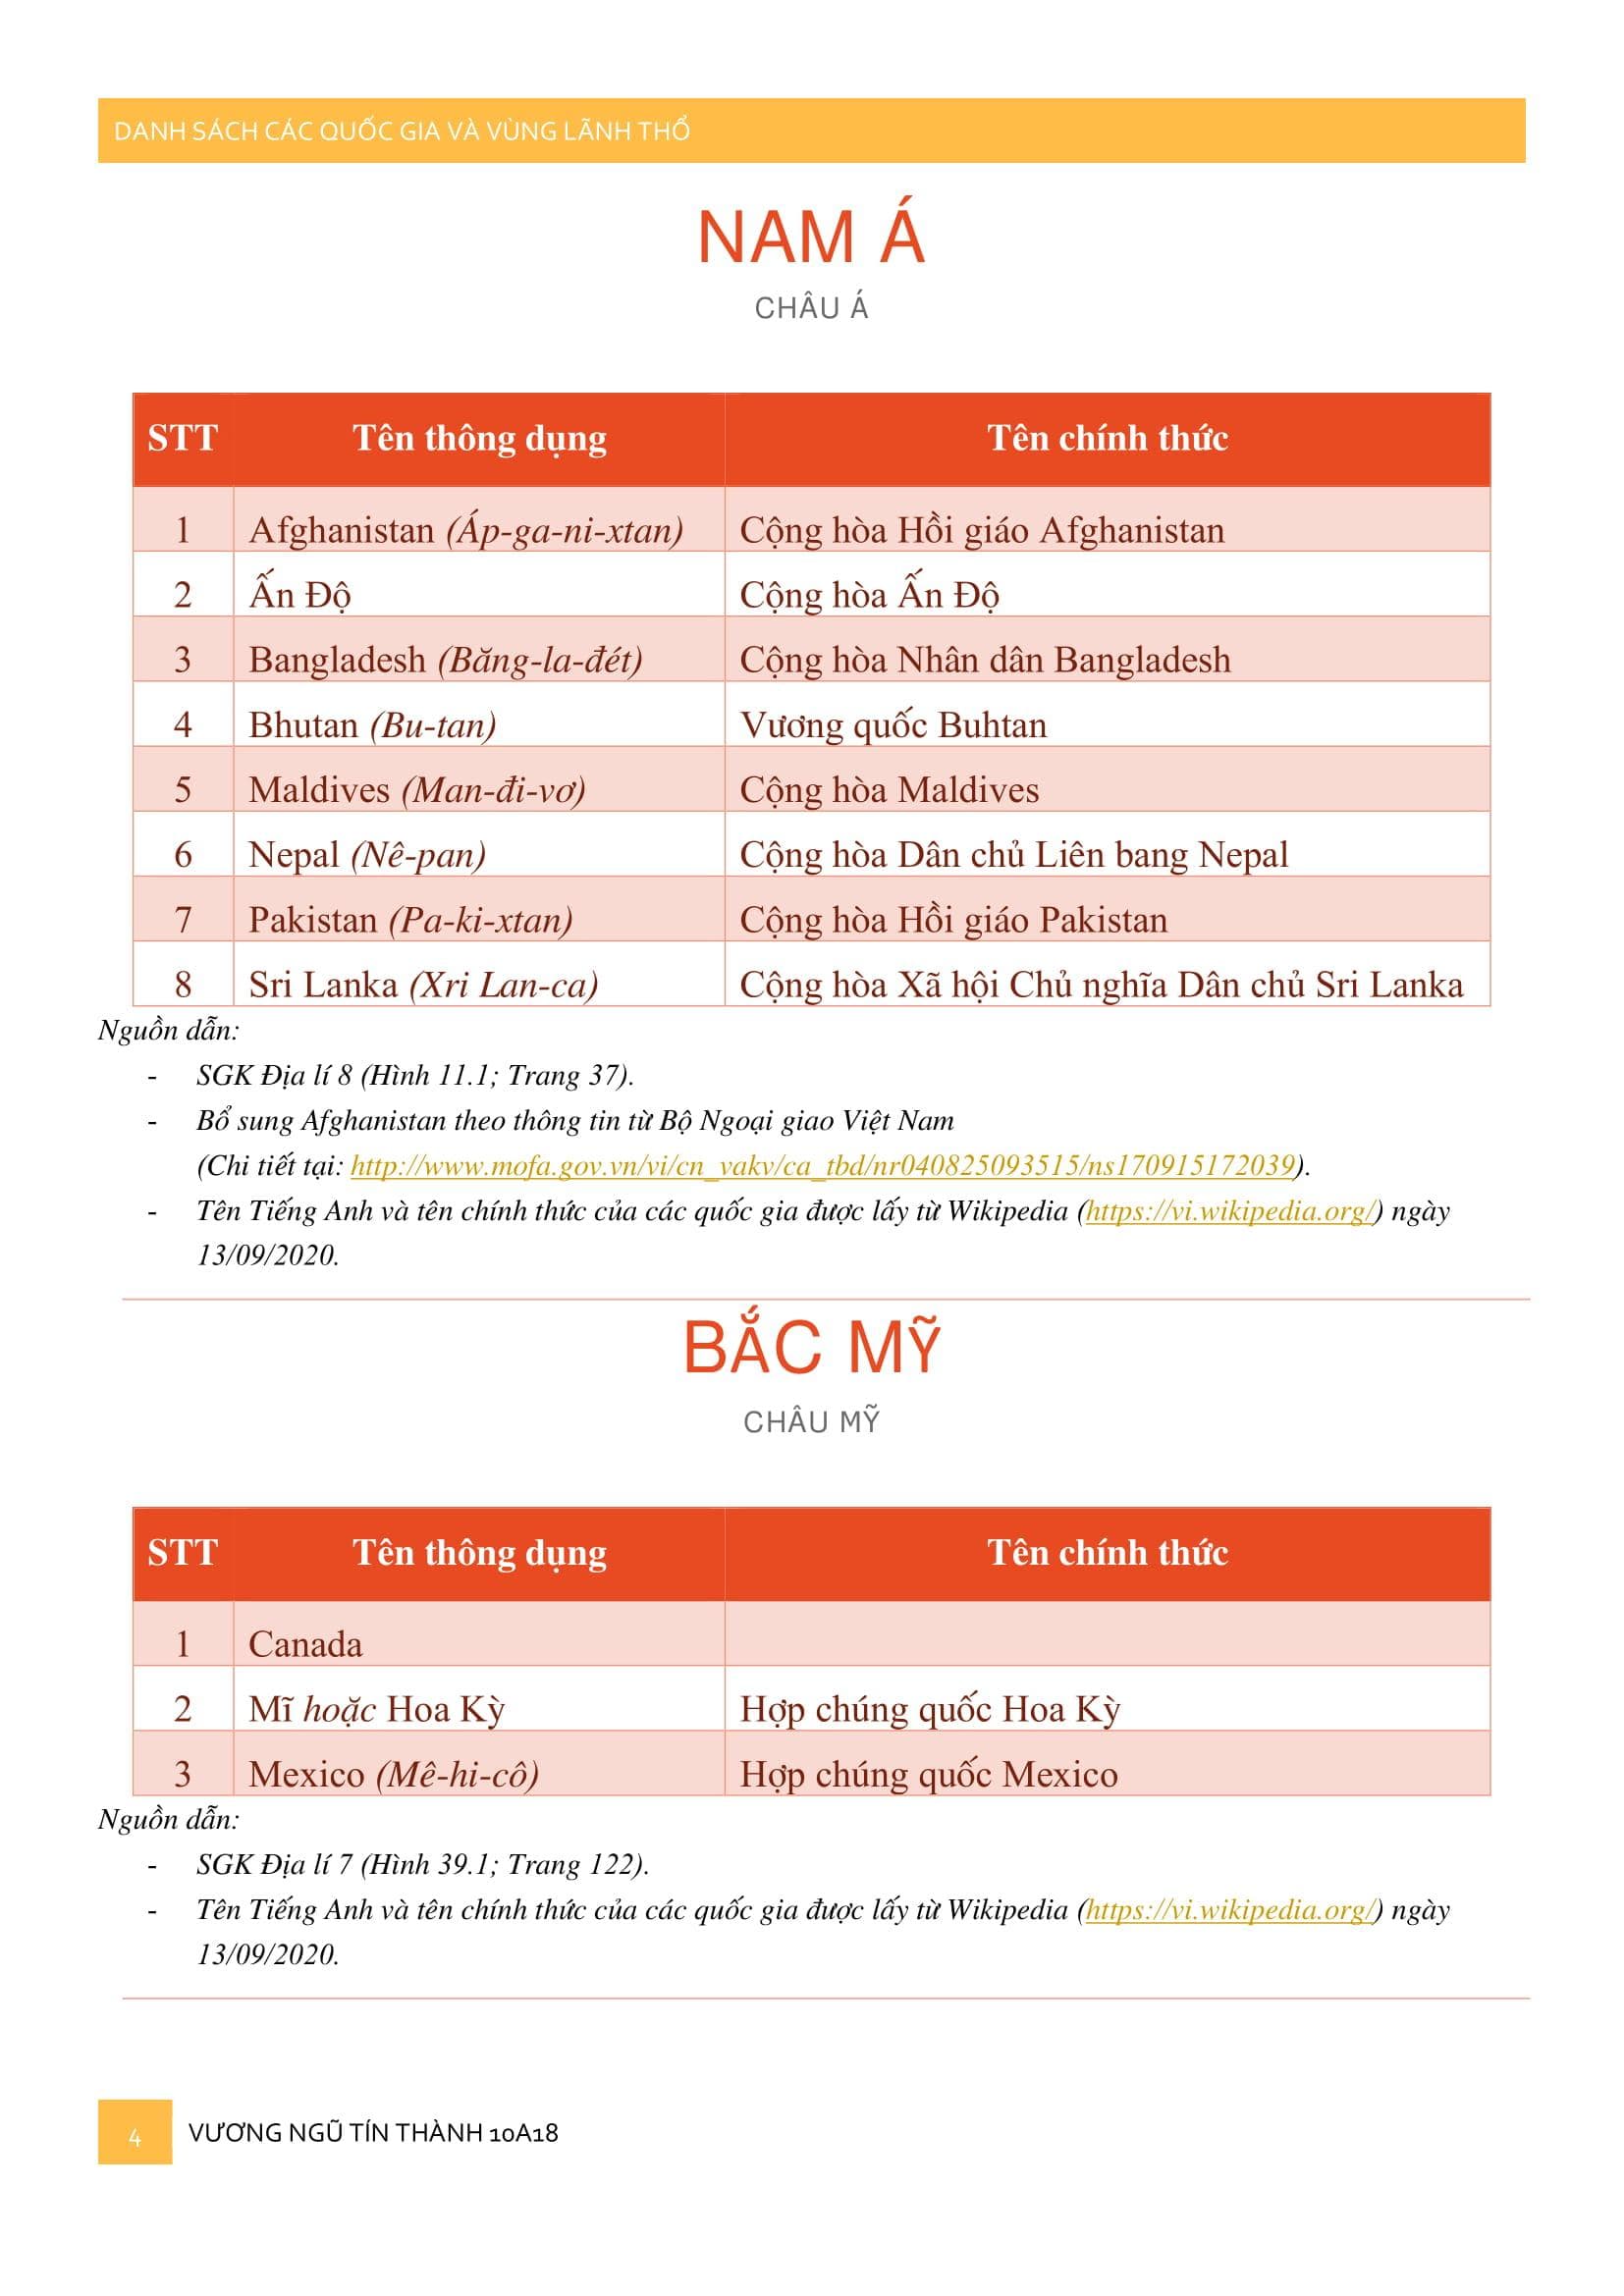 DANH SÁCH CÁC QUỐC GIA VÀ VÙNG LÃNH THỔ
NAM Á
CHÂU Á
STT Tên thông dụng Tên chính thức
1 Afghanistan (Áp-ga-ni-xtan) Cộng hòa Hồi giáo Afghanistan
2 Ấn Độ Cộng hòa Ấn Độ
3 Bangladesh (Băng-la-đét) Cộng hòa Nhân dân Bangladesh
4 Bhutan (Bu-tan) Vương quốc Buhtan
5 Maldives (Man-đi-vơ) Cộng hòa Maldives
6 Nepal (Nê-pan) Cộng hòa Dân chủ Liên bang Nepal
7 Pakistan (Pa-ki-xtan) Cộng hòa Hồi giáo Pakistan
8 Sri Lanka (Xri Lan-ca) Cộng hòa Xã hội Chủ nghĩa Dân chủ Sri Lanka
Nguồn dẫn:
- SGK Địa lí 8 (Hình 11.1; Trang 37).
- Bổ sung Afghanistan theo thông tin từ Bộ Ngoại giao Việt Nam
(Chi tiết tại: http://www.mofa.gov.vn/vi/cn_vakv/ca_tbd/nr040825093515/ns170915172039).
- Tên Tiếng Anh và tên chính thức của các quốc gia được lấy từ Wikipedia (https://vi.wikipedia.org/) ngày
13/09/2020.
BẮC MỸ
CHÂU MỸ
STT Tên thông dụng Tên chính thức
1 Canada
2 Mĩ hoặc Hoa Kỳ Hợp chúng quốc Hoa Kỳ
3 Mexico (Mê-hi-cô) Hợp chúng quốc Mexico
Nguồn dẫn:
- SGK Địa lí 7 (Hình 39.1; Trang 122).
- Tên Tiếng Anh và tên chính thức của các quốc gia được lấy từ Wikipedia (https://vi.wikipedia.org/) ngày
13/09/2020.
4 VƯƠNG NGŨ TÍN THÀNH 10A18